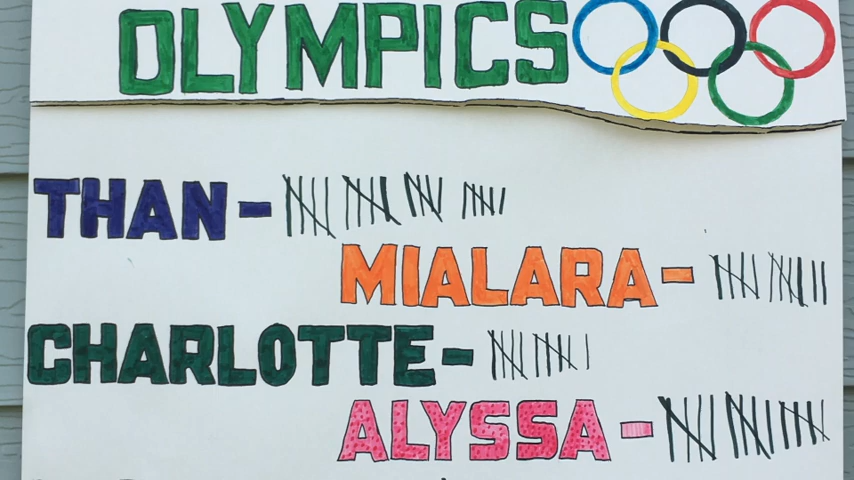 OLYMPICS
THAN-
MIALARA-
CHARLOTTE-
ALYSSA-